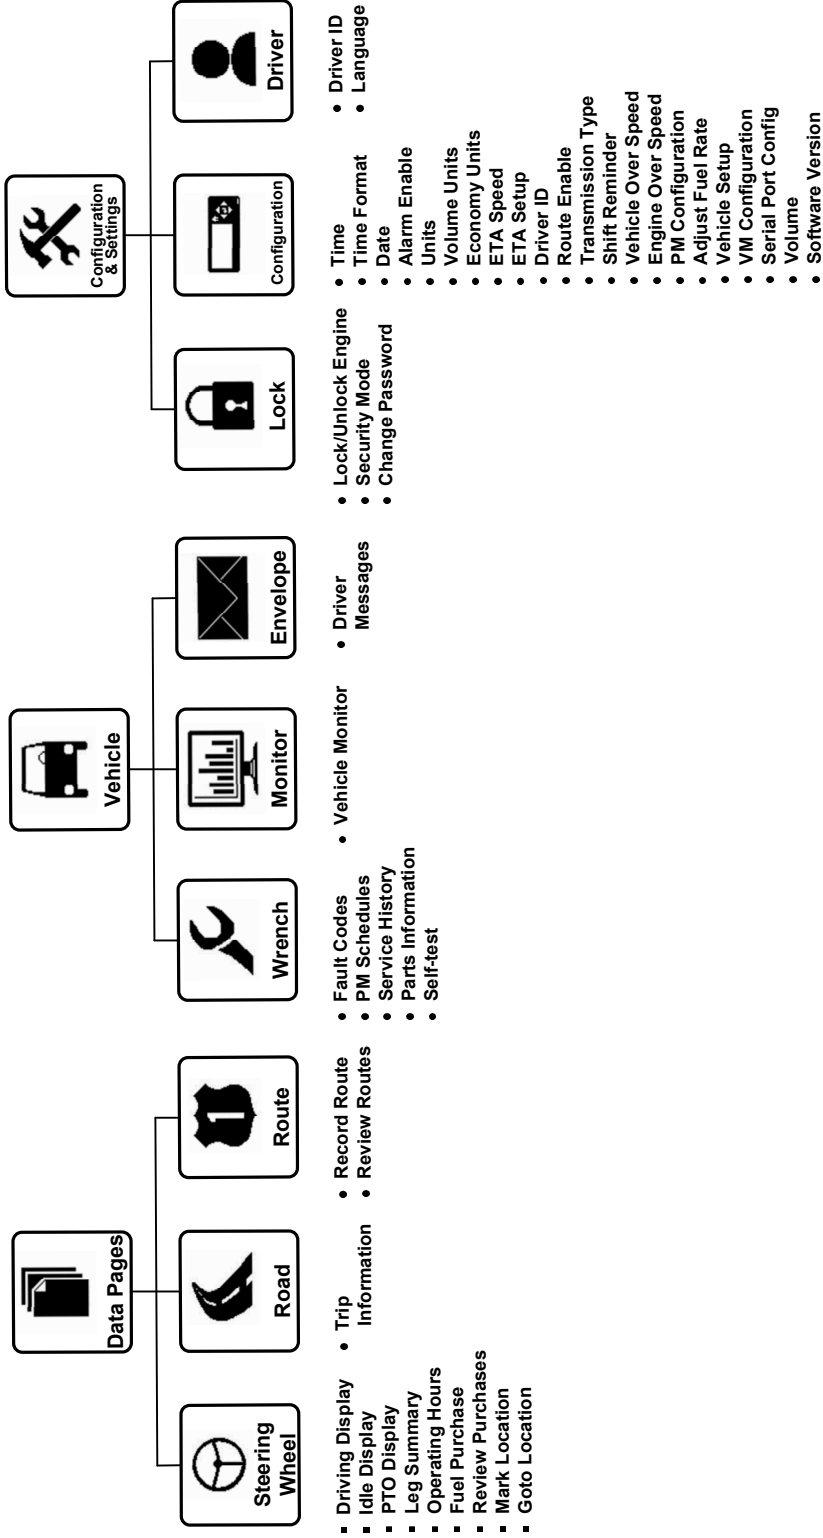 Data Pages
Steering
Wheel
Road
Route
• Driving Display
• Idle Display
• PTO Display
• Leg Summary
• Operating Hours
• Fuel Purchase
• Review Purchases
• Mark Location
• Goto Location
• Trip
Information
• Record Route
• Review Routes
1
Vehicle
Wrench
Monitor
Envelope
• Fault Codes
• PM Schedules
• Service History
• Parts Information
• Self-test
• Vehicle Monitor
• Driver
Messages
Configuration
& Settings
Lock
Configuration
Driver
• Lock/Unlock Engine
• Security Mode
• Change Password
• Time
• Time Format
• Date
• Alarm Enable
• Units
• Volume Units
• Economy Units
• ETA Speed
• ETA Setup
• Driver ID
• Route Enable
• Transmission Type
• Shift Reminder
• Vehicle Over Speed
• Engine Over Speed
• PM Configuration
• Adjust Fuel Rate
• Vehicle Setup
• VM Configuration
• Serial Port Config
• Volume
• Software Version
• Driver ID
• Language